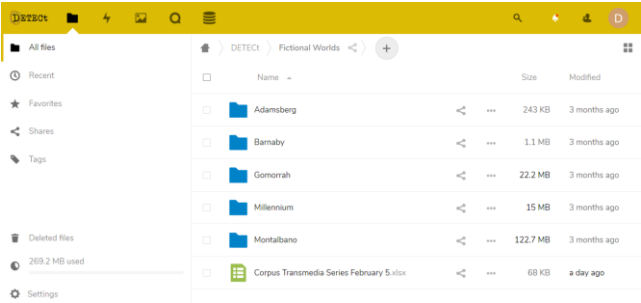 DETECt
D
All files
DETECt
Fictional Worlds
+
Recent
Name
Size
Modified
Favorites
Adamsberg
243 KB
3 months ago
Shares
Barnaby
1.1 MB
3 months ago
Tags
Gomorrah
22.2 MB
3 months ago
Millennium
15 MB
3 months ago
Deleted files
Montalbano
122.7 MB
3 months ago
269.2 MB used
Corpus Transmedia Series February 5.xlsx
68 KB
a day ago
Settings